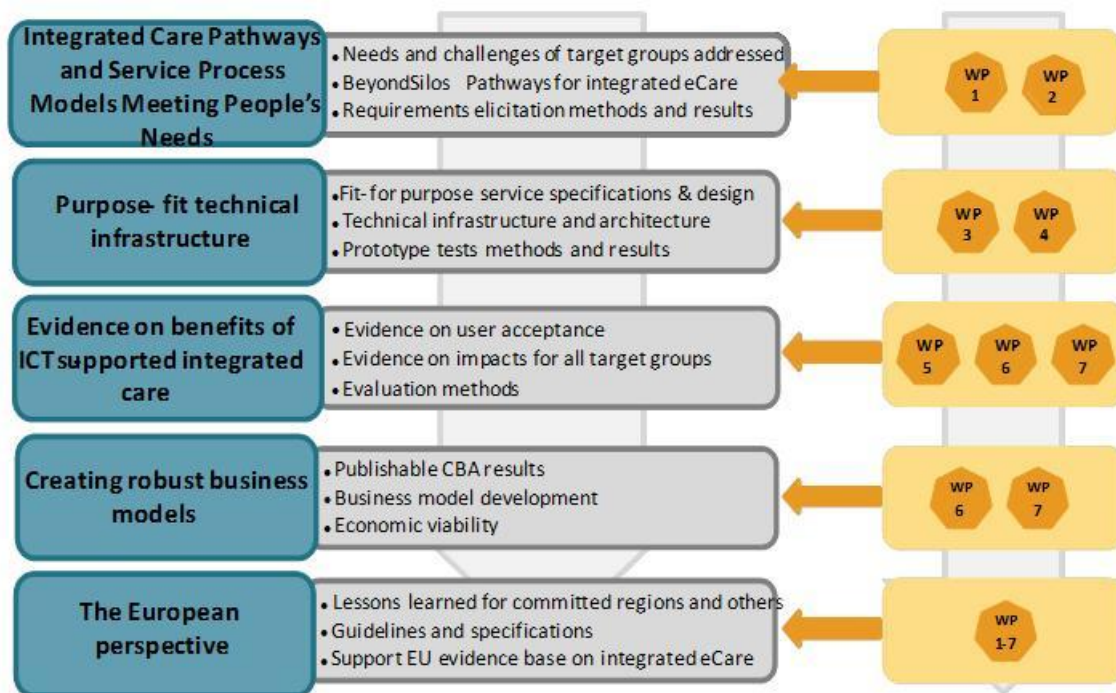 Integrated Care Pathways
and Service Process
Models Meeting People's
Needs
• Needs and challenges of target groups addressed
• BeyondSilos Pathways for integrated eCare
• Requirements elicitation methods and results
WP
1
WP
2
Purpose- fit technical
infrastructure
• Fit- for purpose service specifications & design
• Technical infrastructure and architecture
• Prototype tests methods and results
WP
3
WP
4
Evidence on benefits of
ICT supported integrated
care
• Evidence on user acceptance
• Evidence on impacts for all target groups
• Evaluation methods
WP
5
WP
6
WP
7
Creating robust business
models
• Publishable CBA results
• Business model development
• Economic viability
WP
6
WP
7
The European
perspective
• Lessons learned for committed regions and others
• Guidelines and specifications
• Support EU evidence base on integrated eCare
WP
1-7